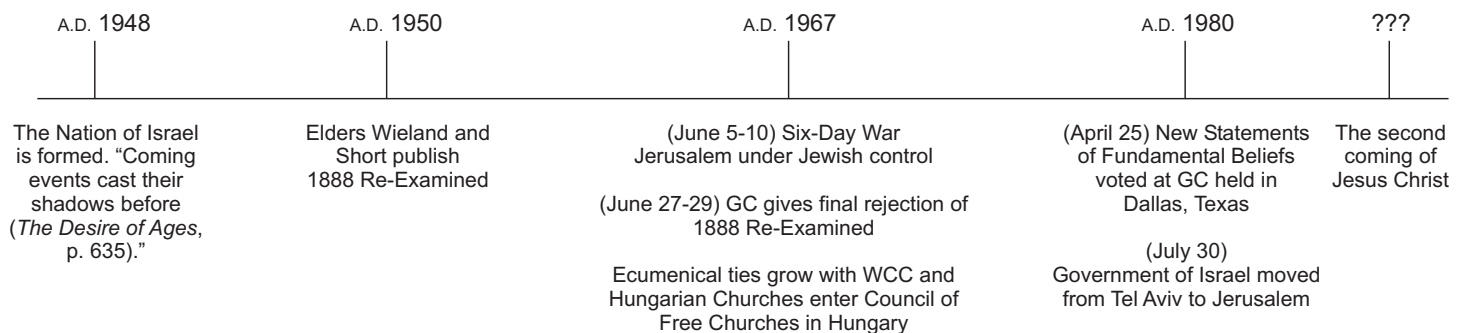 A.D. 1948
A.D. 1950
A.D. 1967
A.D. 1980
???
The Nation of Israel
is formed. “Coming
events cast their
shadows before
(The Desire of Ages,
p. 635).”
Elders Wieland and
Short publish
1888 Re-Examined
(June 5-10) Six-Day War
Jerusalem under Jewish control
(June 27-29) GC gives final rejection of
1888 Re-Examined
Ecumenical ties grow with WCC and
Hungarian Churches enter Council of
Free Churches in Hungary
(April 25) New Statements
of Fundamental Beliefs
voted at GC held in
Dallas, Texas
(July 30)
Government of Israel moved
from Tel Aviv to Jerusalem
The second
coming of
Jesus Christ